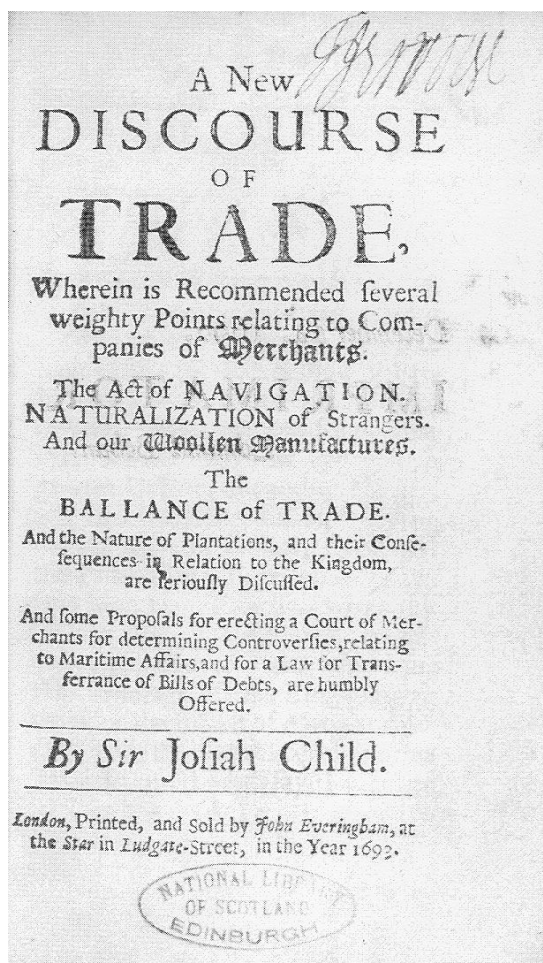 A New
DISCOURSE
OF
TRADE,
Wherein is Recommended ſeveral
weighty Points relating to Com-
panies of Merchants.
The Act of NAVIGATION.
NATURALIZATION of Strangers.
And our Woollen Manufactures.
The
BALLANCE of TRADE.
And the Nature of Plantations, and their Conſe-
ſequences in Relation to the Kingdom,
are ſeriouſly Diſcuſſed.
And ſome Propoſals for erecting a Court of Mer-
chants for determining Controverſies, relating
to Maritime Affairs, and for a Law for Tranſ-
ferrance of Bills of Debts, are humbly
Offered.
By Sir Joſiah Child.
London, Printed, and Sold by John Everingham, at
the Star in Ludgate-Street, in the Year 1693.
NATIONAL LIBRARY
OF SCOTLAND
EDINBURGH